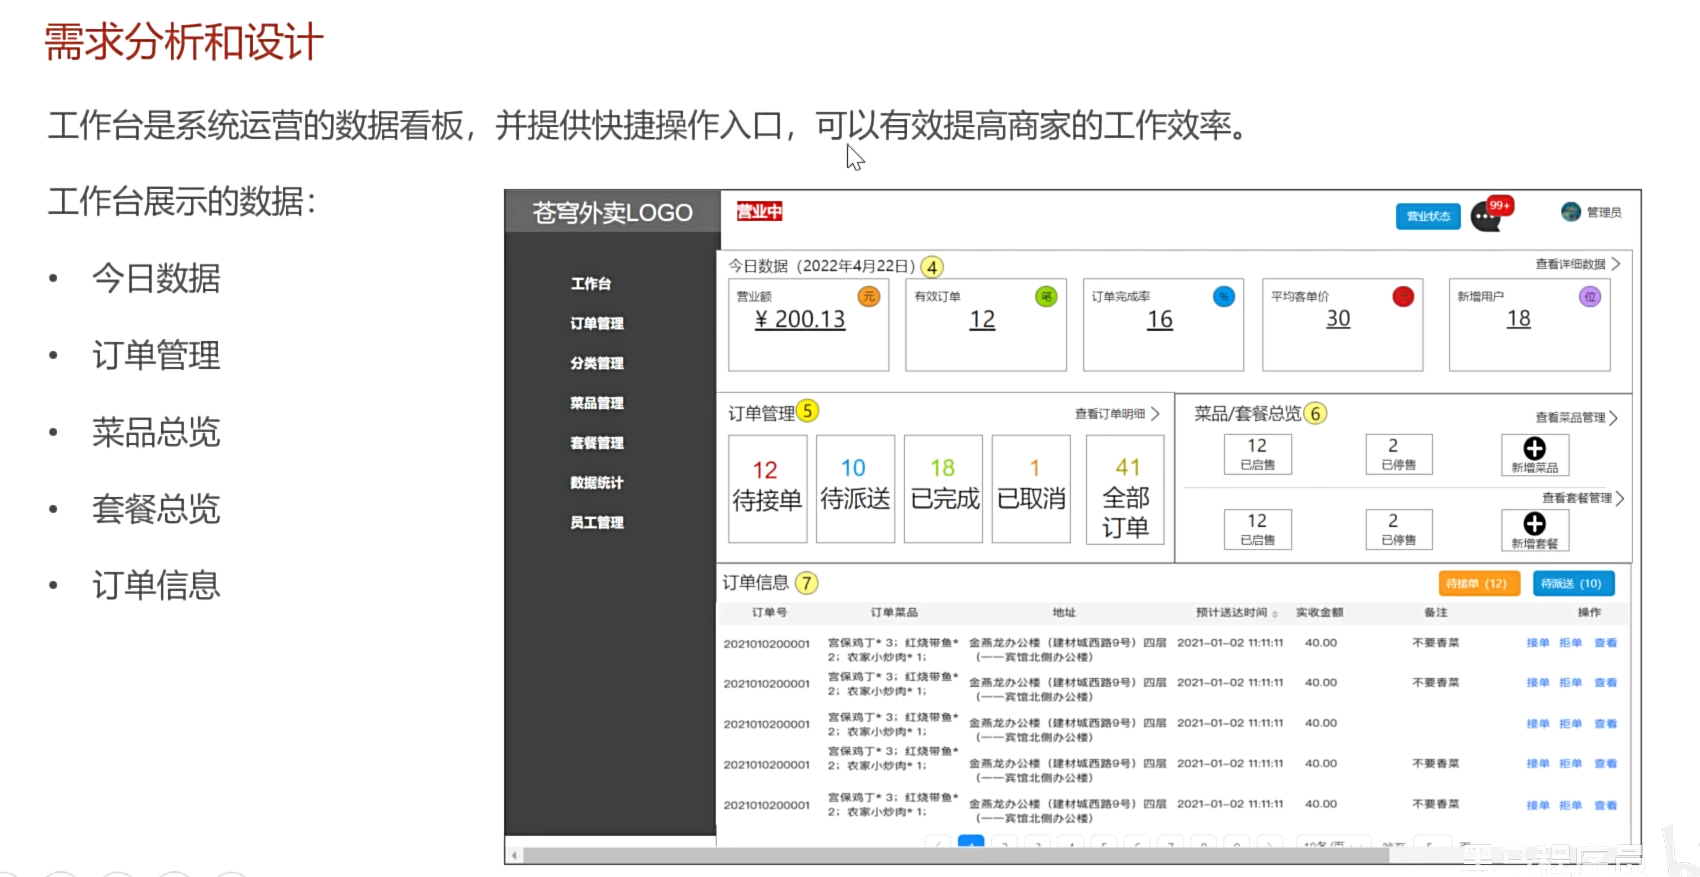 需求分析和设计
工作台是系统运营的数据看板，并提供快捷操作入口，可以有效提高商家的工作效率。
工作台展示的数据：
• 今日数据
• 订单管理
• 菜品总览
• 套餐总览
• 订单信息
苍穹外卖LOGO
工作台
订单管理
分类管理
菜品管理
套餐管理
数据统计
员工管理
营业中
营业状态
99+
管理员
今日数据（2022年4月22日） 4
查看详细数据
营业额 元
¥ 200.13
有效订单 笔
12
订单完成率 %
16
平均客单价
30
新增用户 位
18
订单管理 5
查看订单明细
12
待接单
10
待派送
18
已完成
1
已取消
41
全部
订单
菜品/套餐总览 6
查看菜品管理
12
已启售
2
已停售
新增菜品
查看套餐管理
12
已启售
2
已停售
新增套餐
订单信息 7
待接单（12） 待派送（10）
订单号 订单菜品 地址 预计送达时间 实收金额 备注 操作
2021010200001 宫保鸡丁* 3；红烧带鱼* 金燕龙办公楼（建材城西路9号）四层 2021-01-02 11:11:11 40.00 不要香菜 接单 拒单 查看
2；农家小炒肉* 1； （一一宾馆北侧办公楼）
2021010200001 宫保鸡丁* 3；红烧带鱼* 金燕龙办公楼（建材城西路9号）四层 2021-01-02 11:11:11 40.00 不要香菜 接单 拒单 查看
2；农家小炒肉* 1； （一一宾馆北侧办公楼）
2021010200001 宫保鸡丁* 3；红烧带鱼* 金燕龙办公楼（建材城西路9号）四层 2021-01-02 11:11:11 40.00 接单 拒单 查看
2；农家小炒肉* 1； （一一宾馆北侧办公楼）
2021010200001 宫保鸡丁* 3；红烧带鱼* 金燕龙办公楼（建材城西路9号）四层 2021-01-02 11:11:11 40.00 不要香菜 接单 拒单 查看
2；农家小炒肉* 1； （一一宾馆北侧办公楼）
2021010200001 宫保鸡丁* 3；红烧带鱼* 金燕龙办公楼（建材城西路9号）四层 2021-01-02 11:11:11 40.00 不要香菜 接单 拒单 查看
2；农家小炒肉* 1； （一一宾馆北侧办公楼）